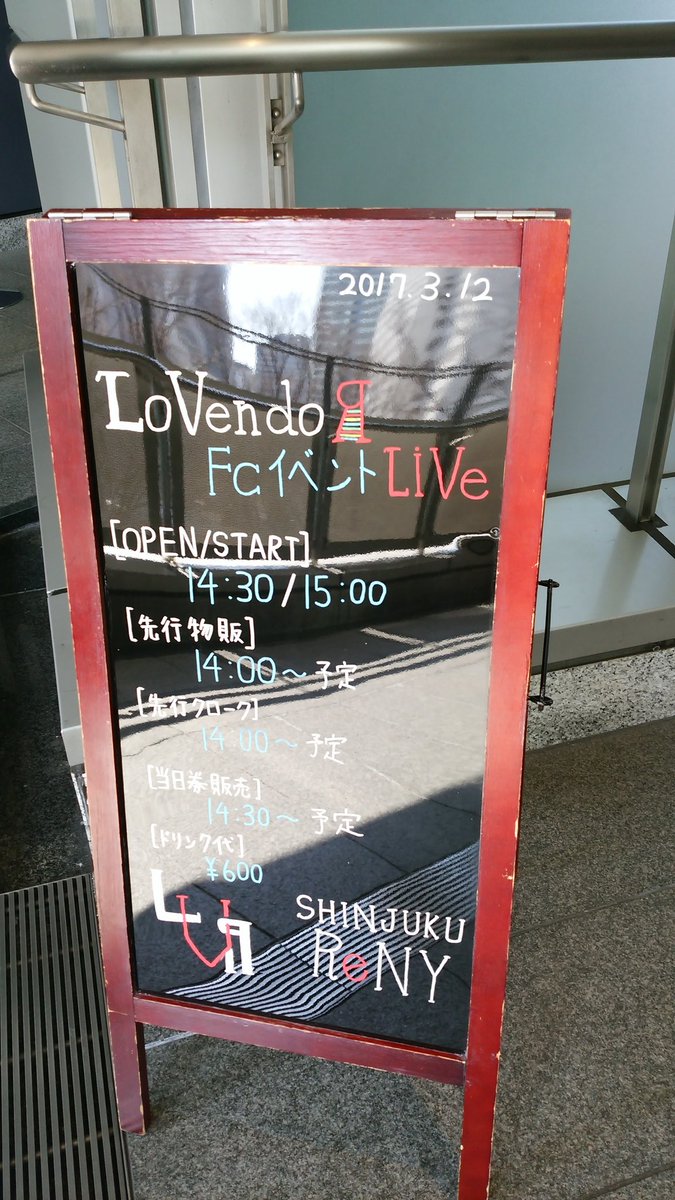 2017.3.12
LoVendoЯ
FCイベント LiVe
[OPEN/START]
14:30/15:00
[先行物販]
14:00～予定
[先行クローク]
14:00～予定
[当日券販売]
14:30～予定
[ドリンク代]
¥600
LVЯ
SHINJUKU
ReNY